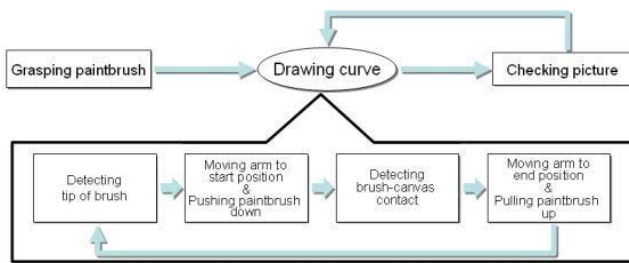 Grasping paintbrush
Drawing curve
Checking picture
Detecting
tip of brush
Moving arm to
start position
&
Pushing paintbrush
down
Detecting
brush-canvas
contact
Moving arm to
end position
&
Pulling paintbrush
up